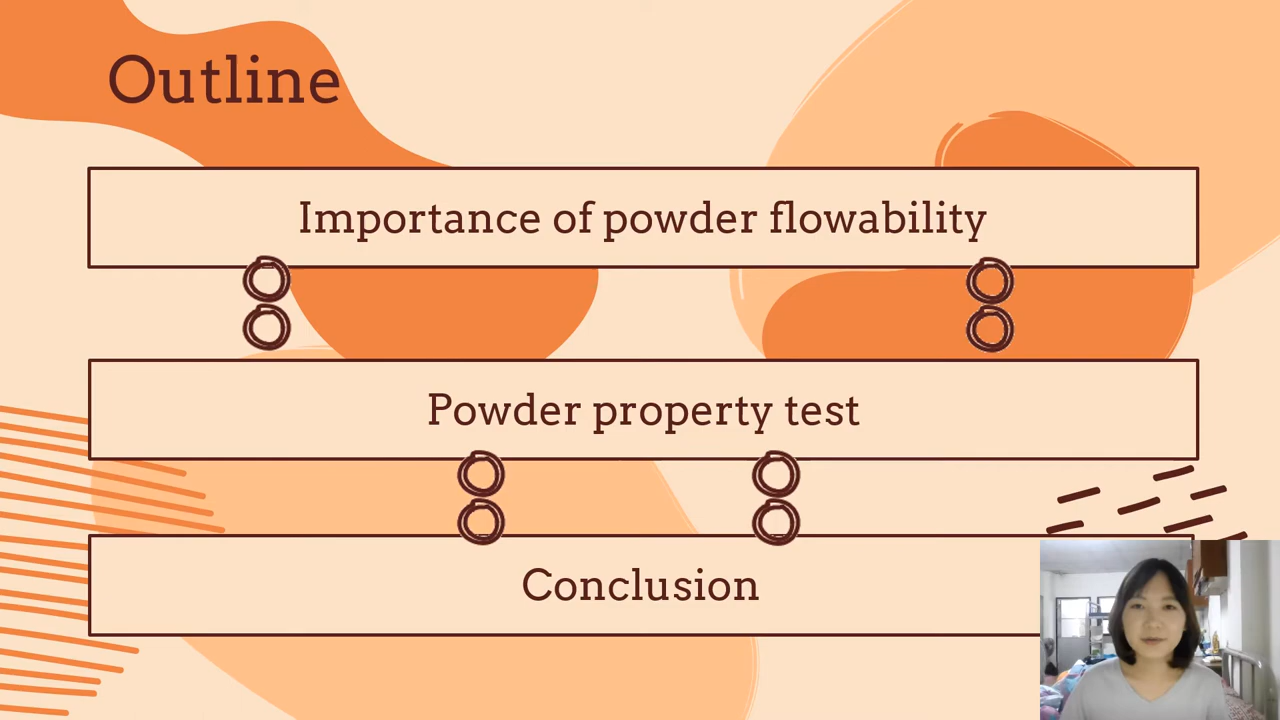 Outline
Importance of powder flowability
Powder property test
Conclusion